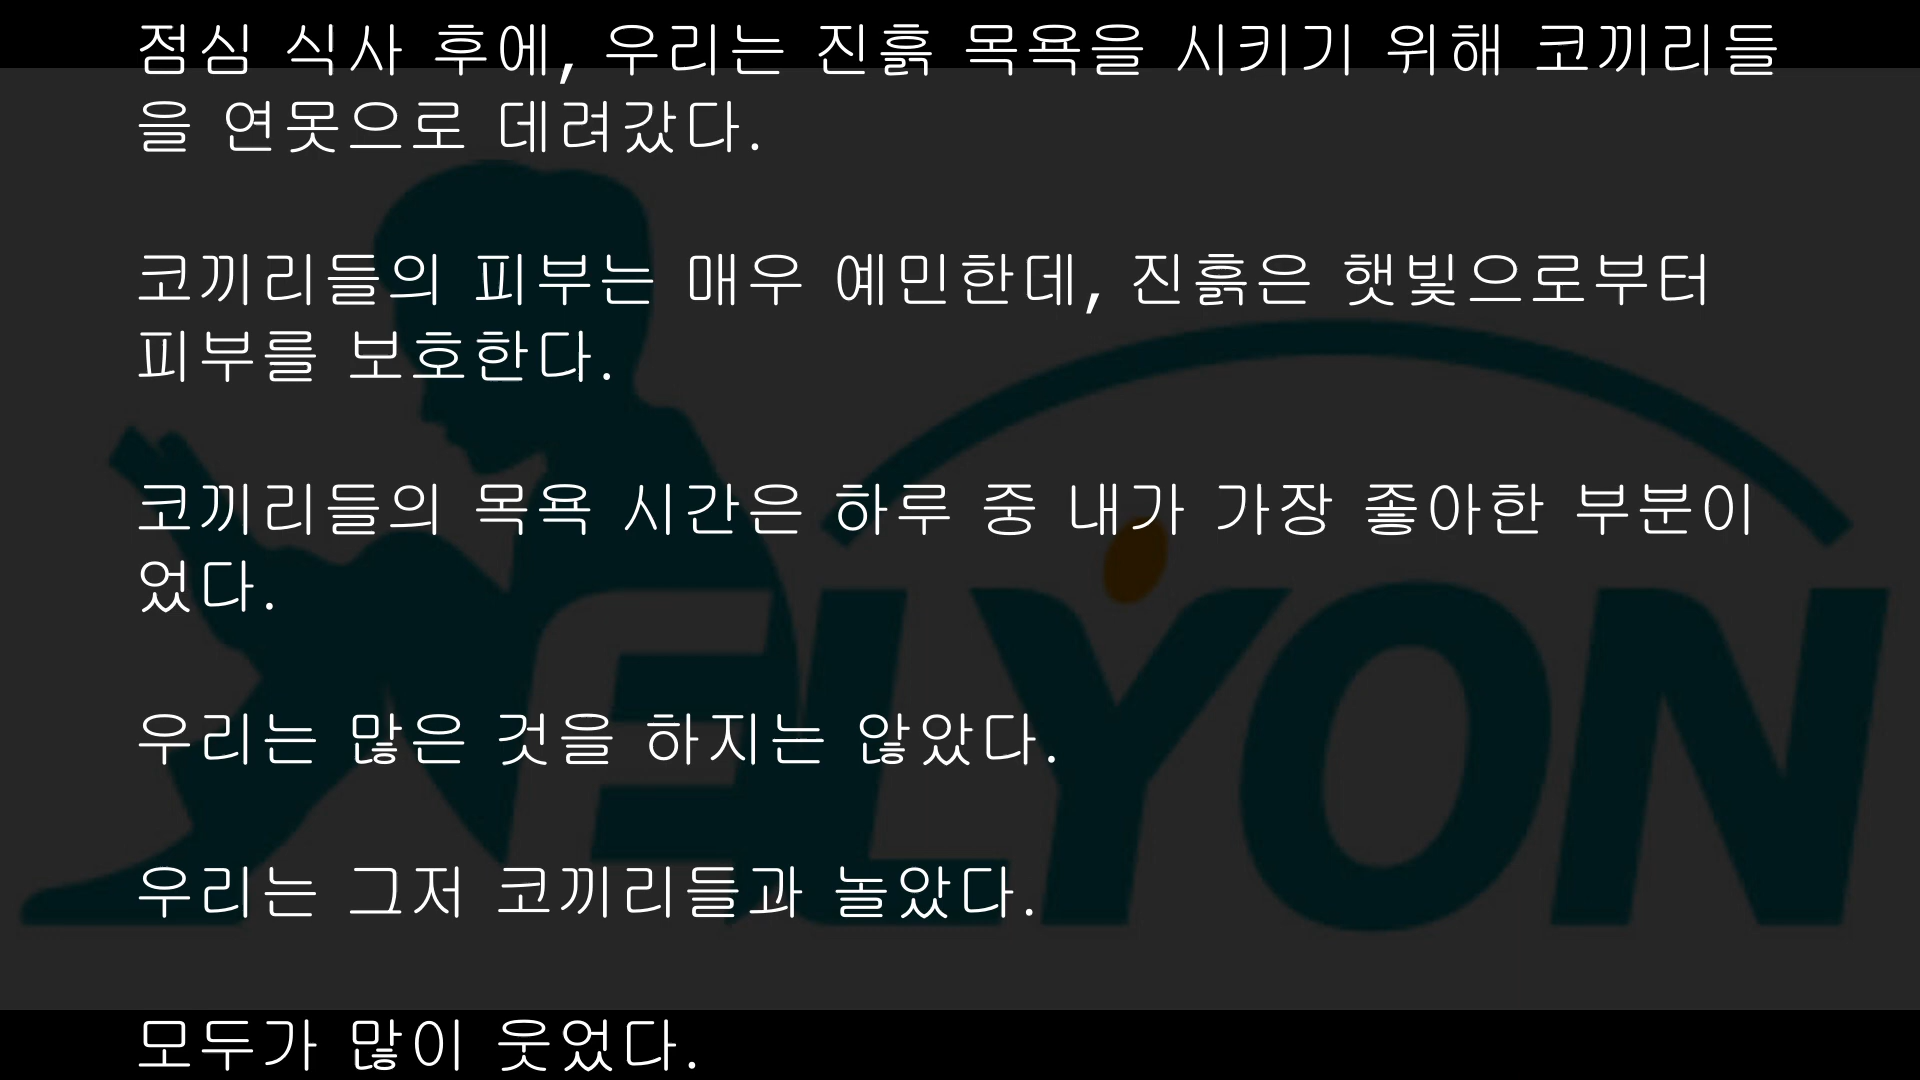 점심 식사 후에, 우리는 진흙 목욕을 시키기 위해 코끼리들
을 연못으로 데려갔다.
코끼리들의 피부는 매우 예민한데, 진흙은 햇빛으로부터
피부를 보호한다.
코끼리들의 목욕 시간은 하루 중 내가 가장 좋아한 부분이
었다.
우리는 많은 것을 하지는 않았다.
우리는 그저 코끼리들과 놀았다.
모두가 많이 웃었다.
ELYON